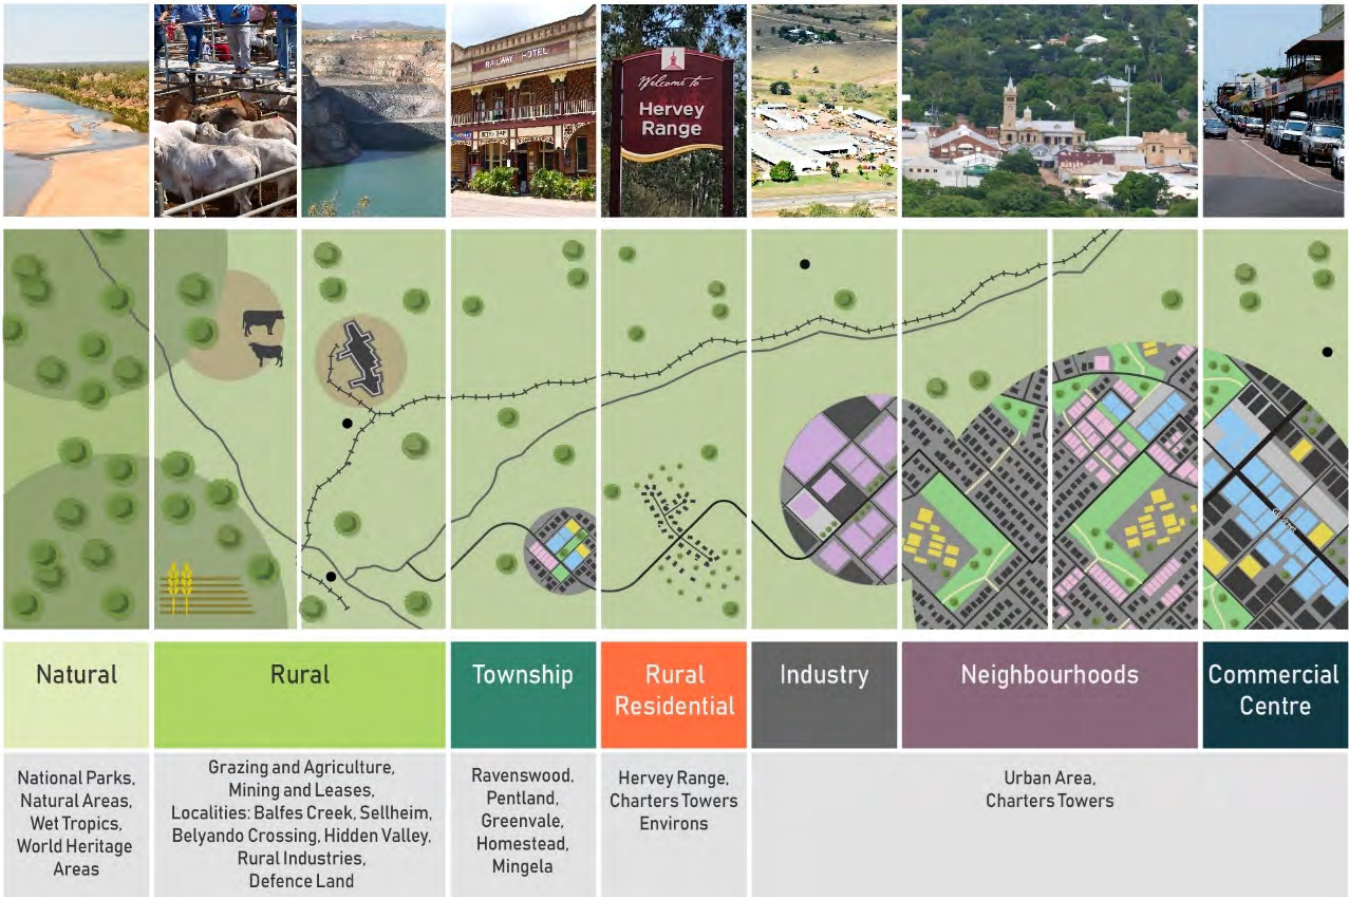 RAILWAY HOTEL
Welcome to
Hervey
Range
Natural
Rural
Township
Rural
Residential
Industry
Neighbourhoods
Commercial
Centre
National Parks,
Natural Areas,
Wet Tropics,
World Heritage
Areas
Grazing and Agriculture,
Mining and Leases,
Localities: Balfes Creek, Sellheim,
Belyando Crossing, Hidden Valley,
Rural Industries,
Defence Land
Ravenswood,
Pentland,
Greenvale,
Homestead,
Mingela
Hervey Range,
Charters Towers
Environs
Urban Area,
Charters Towers